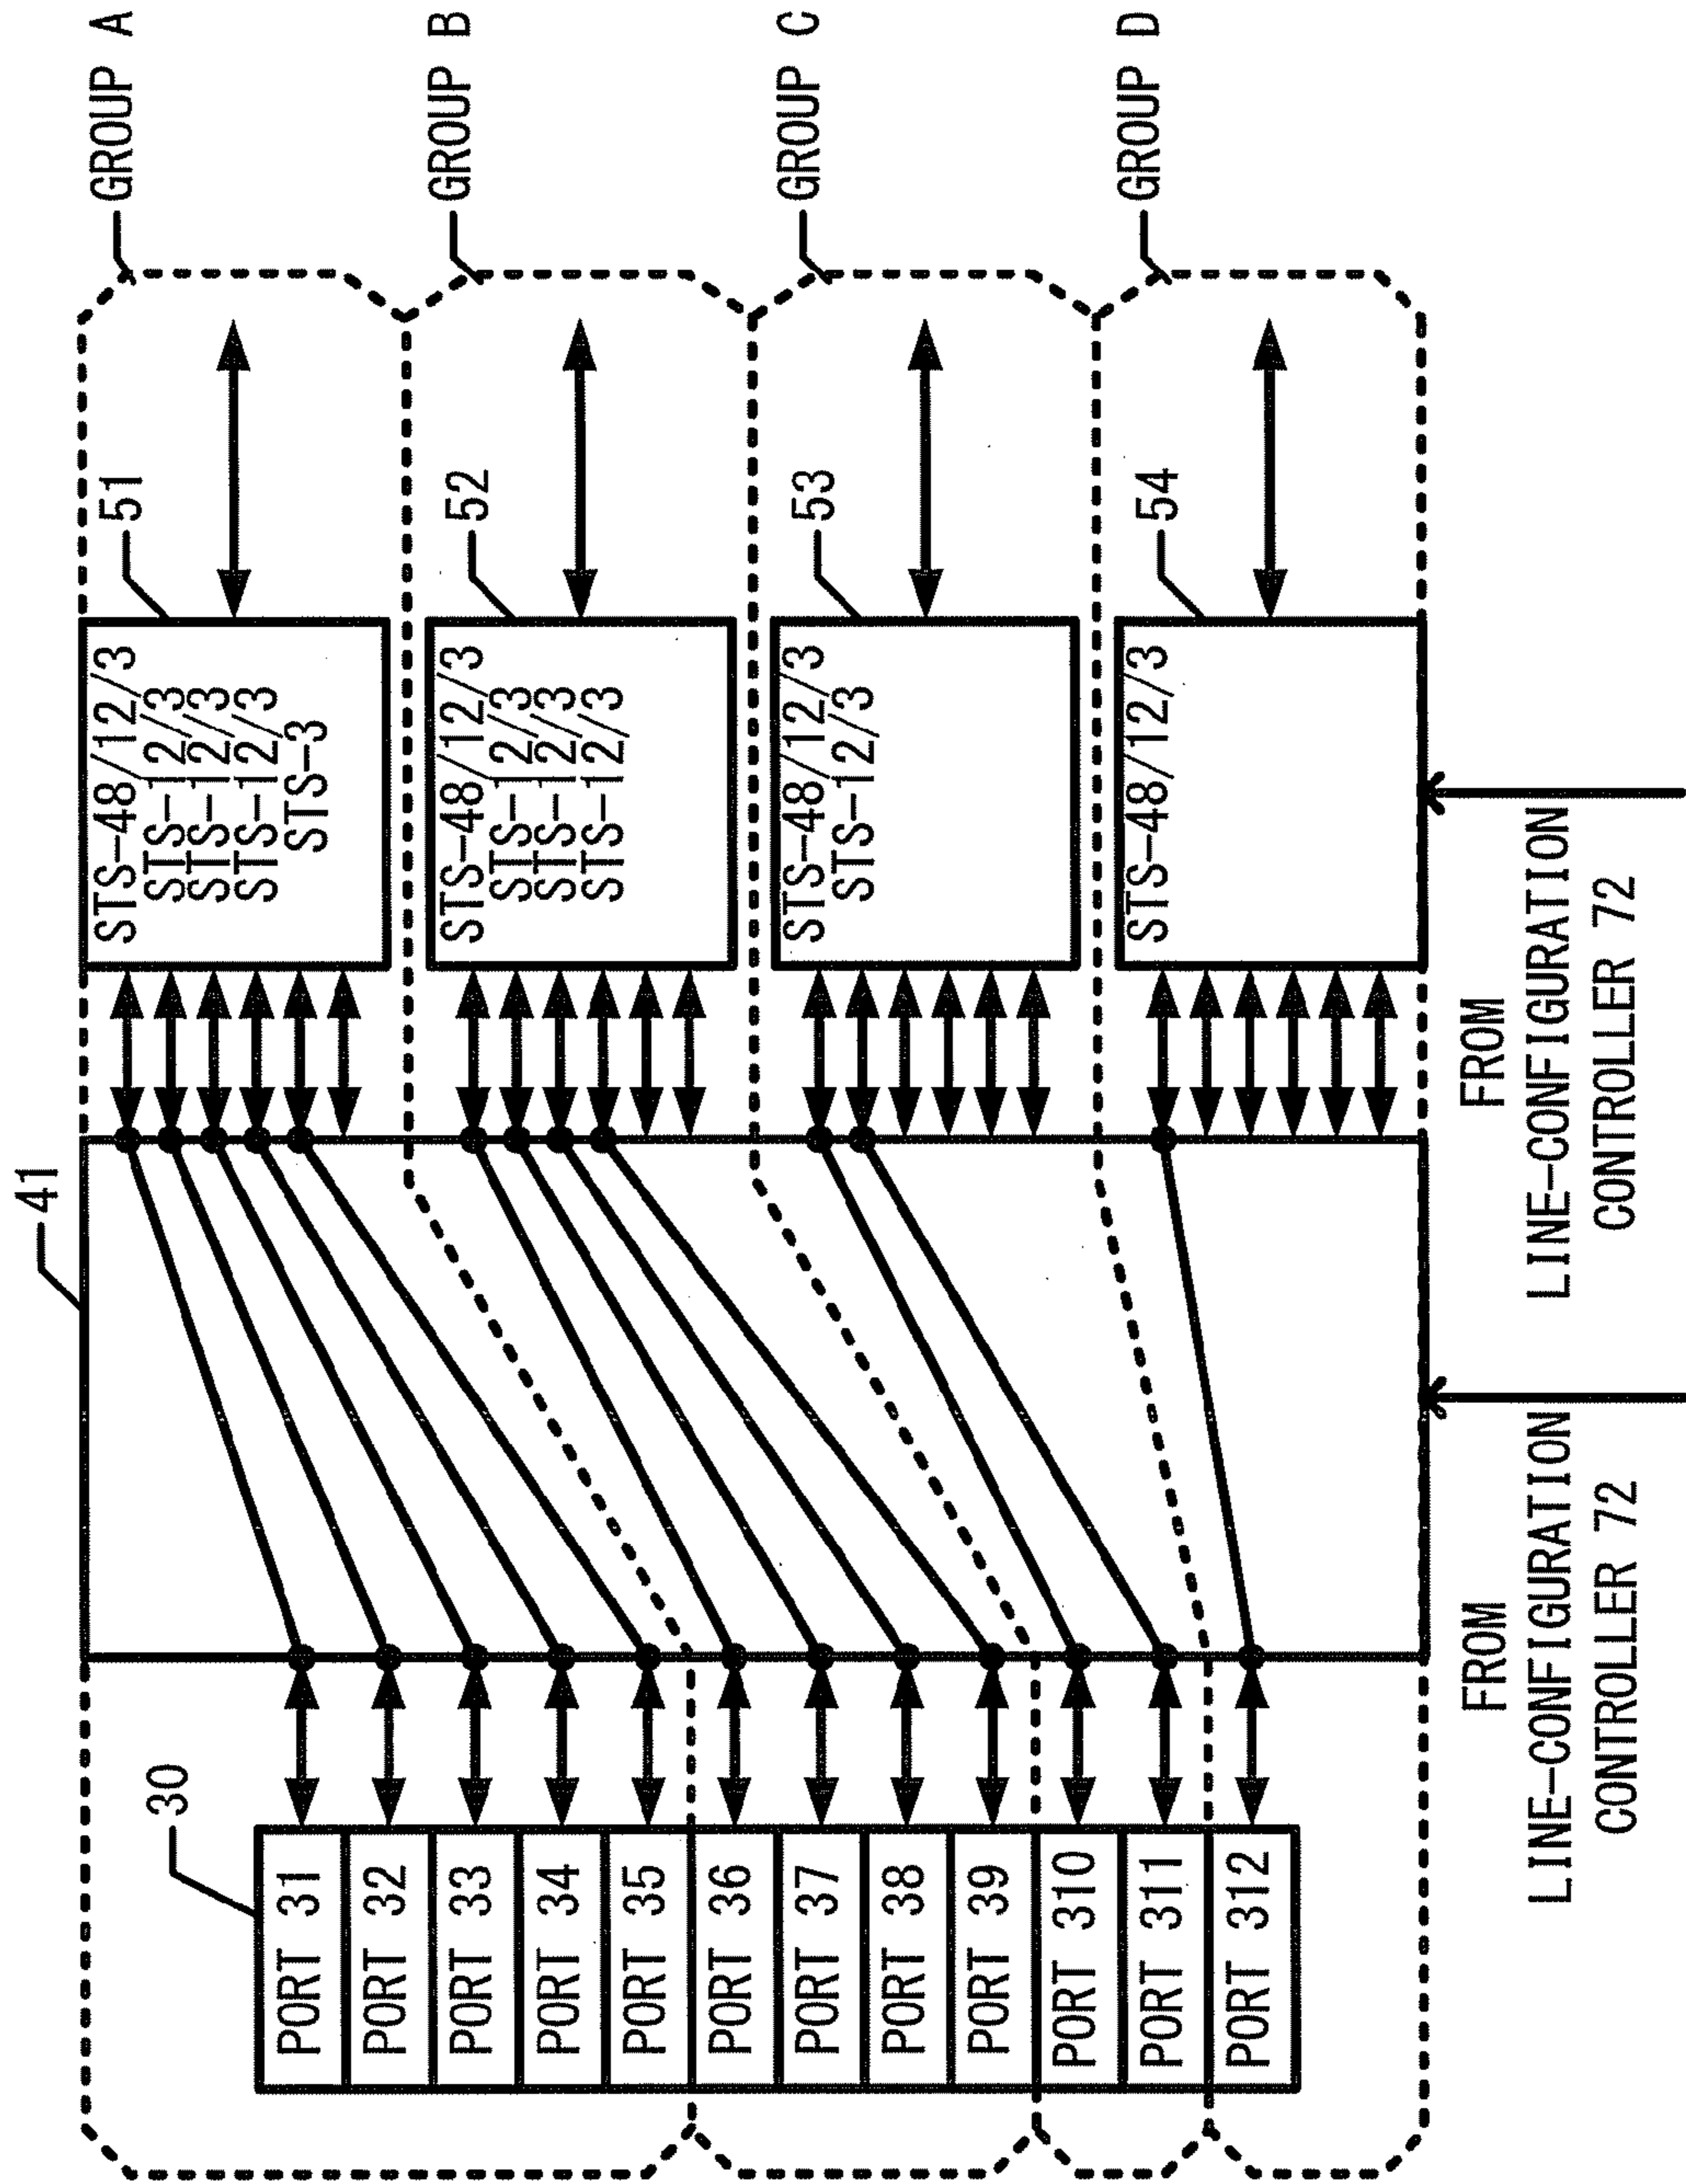 GROUP A
GROUP B
GROUP C
GROUP D
41
51
STS-48/12/3
STS-12/3
STS-12/3
STS-12/3
STS-3
52
STS-48/12/3
STS-12/3
STS-12/3
STS-12/3
53
STS-48/12/3
STS-12/3
54
STS-48/12/3
30
PORT 31
PORT 32
PORT 33
PORT 34
PORT 35
PORT 36
PORT 37
PORT 38
PORT 39
PORT 310
PORT 311
PORT 312
FROM
LINE-CONFIGURATION
CONTROLLER 72
FROM
LINE-CONFIGURATION
CONTROLLER 72